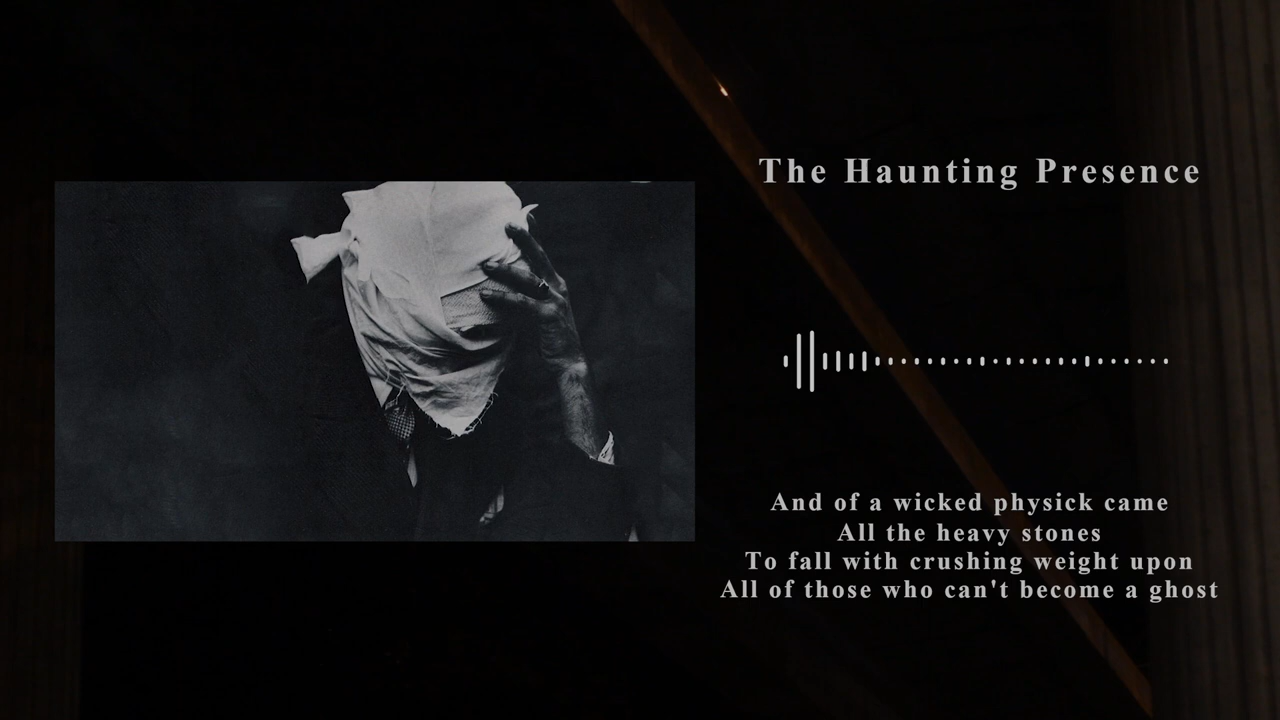 The Haunting Presence
And of a wicked physick came
All the heavy stones
To fall with crushing weight upon
All of those who can't become a ghost